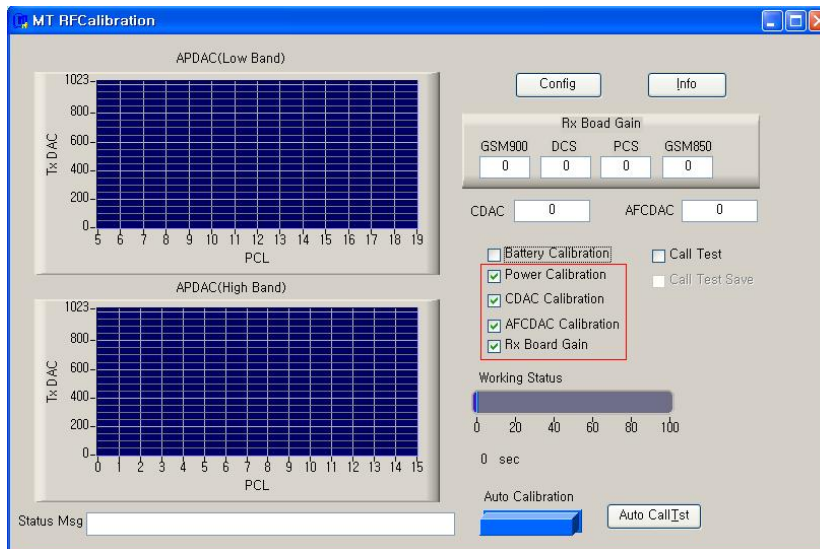 MT RFCalibration
APDAC(Low Band)
Tx DAC
1023
800
600
400
200
0
5 6 7 8 9 10 11 12 13 14 15 16 17 18 19
PCL
APDAC(High Band)
Tx DAC
1023
800
600
400
200
0
0 1 2 3 4 5 6 7 8 9 10 11 12 13 14 15
PCL
Status Msg
Config Info
Rx Boad Gain
GSM900 DCS PCS GSM850
0 0 0 0
CDAC 0 AFCDAC 0
Battery Calibration Call Test
Power Calibration Call Test Save
CDAC Calibration
AFCDAC Calibration
Rx Board Gain
Working Status
0 20 40 60 80 100
0 sec
Auto Calibration
Auto CallTst